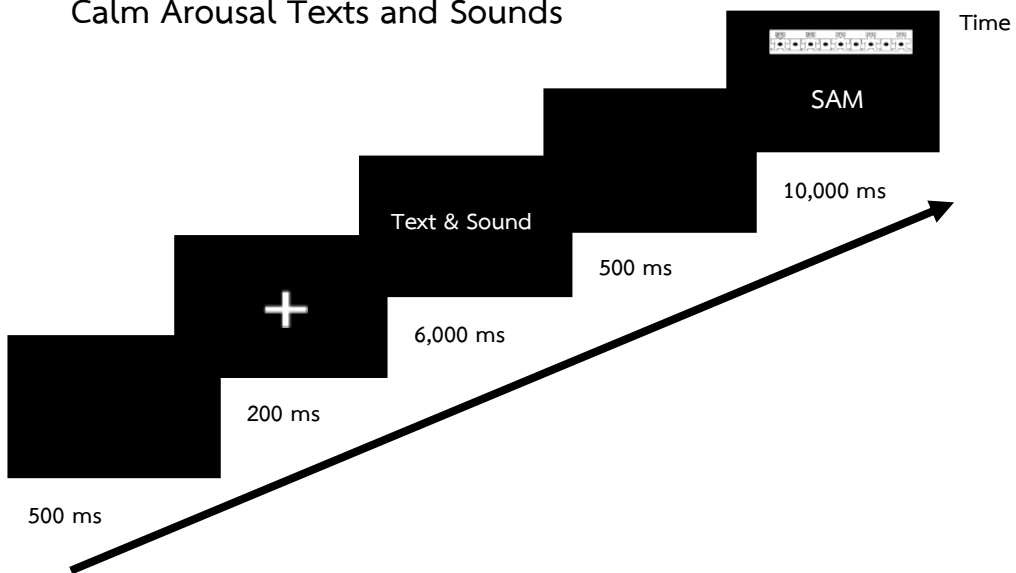 Calm Arousal Texts and Sounds
Time
SAM
10,000 ms
Text & Sound
500 ms
6,000 ms
200 ms
500 ms